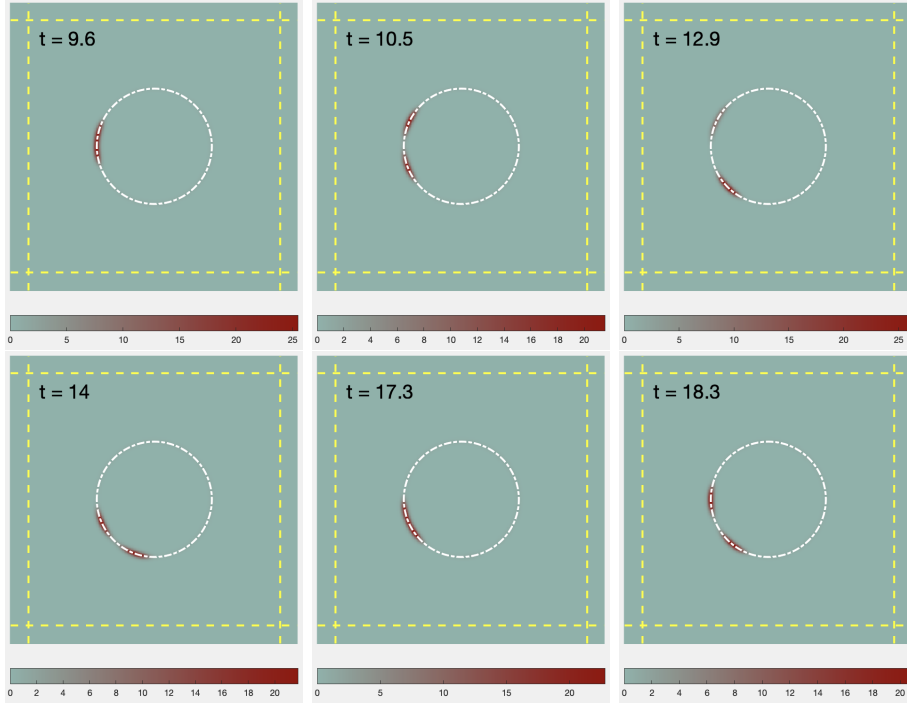 t = 9.6
t = 10.5
t = 12.9
0 5 10 15 20 25
0 2 4 6 8 10 12 14 16 18 20
0 5 10 15 20 25
t = 14
t = 17.3
t = 18.3
0 2 4 6 8 10 12 14 16 18 20
0 5 10 15 20
0 2 4 6 8 10 12 14 16 18 20